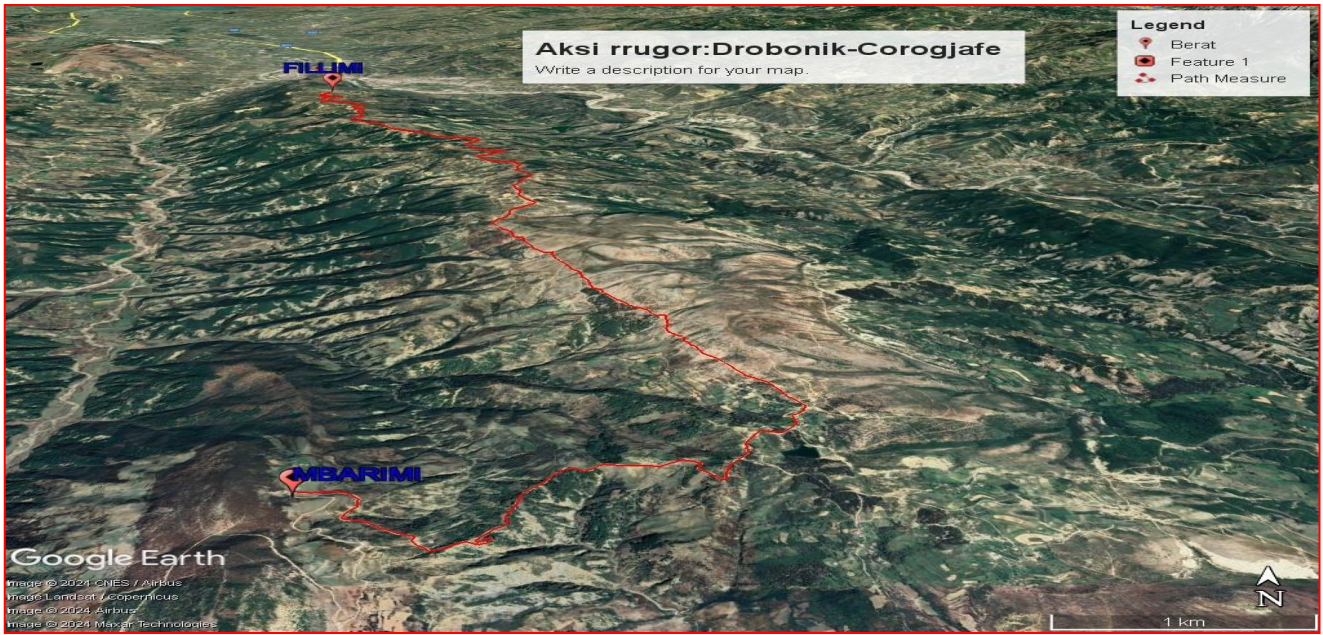 Aksi rrugor:Drobonik-Corogjafe
Write a description for your map.
Legend
Berat
Feature 1
Path Measure
FILLIMI
MBARIMI
Google Earth
Image © 2024 CNES / Airbus
Image Landsat / Copernicus
Image © 2024 Airbus
Image © 2024 Maxar Technologies
N
1 km